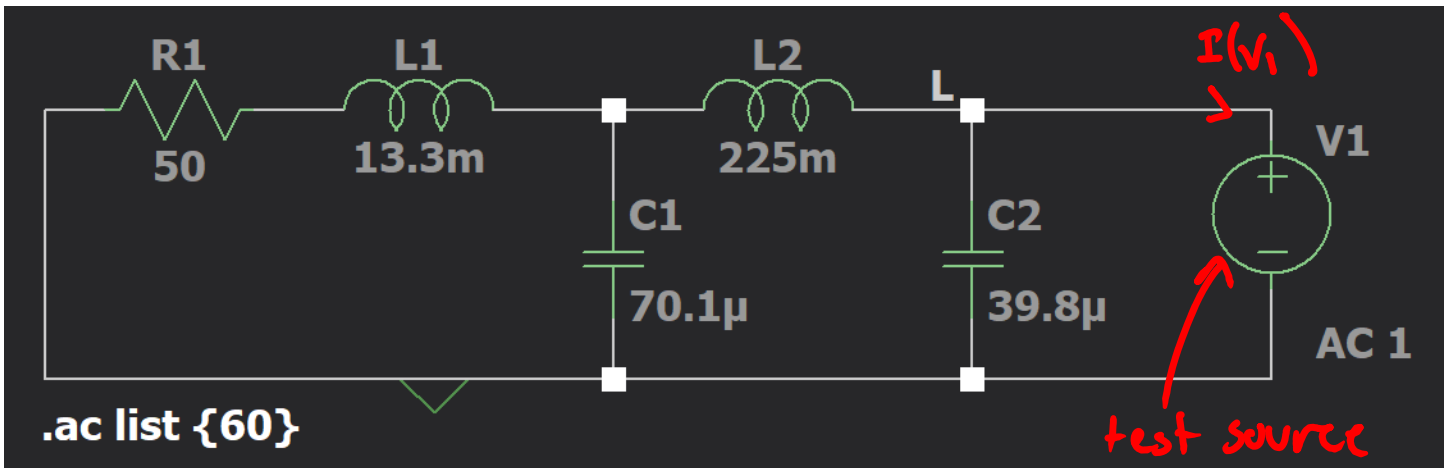 R1 L1 L2 L I(V₁)
50 13.3m 225m V1
C1 C2
70.1µ 39.8µ
AC 1
.ac list {60}
test source